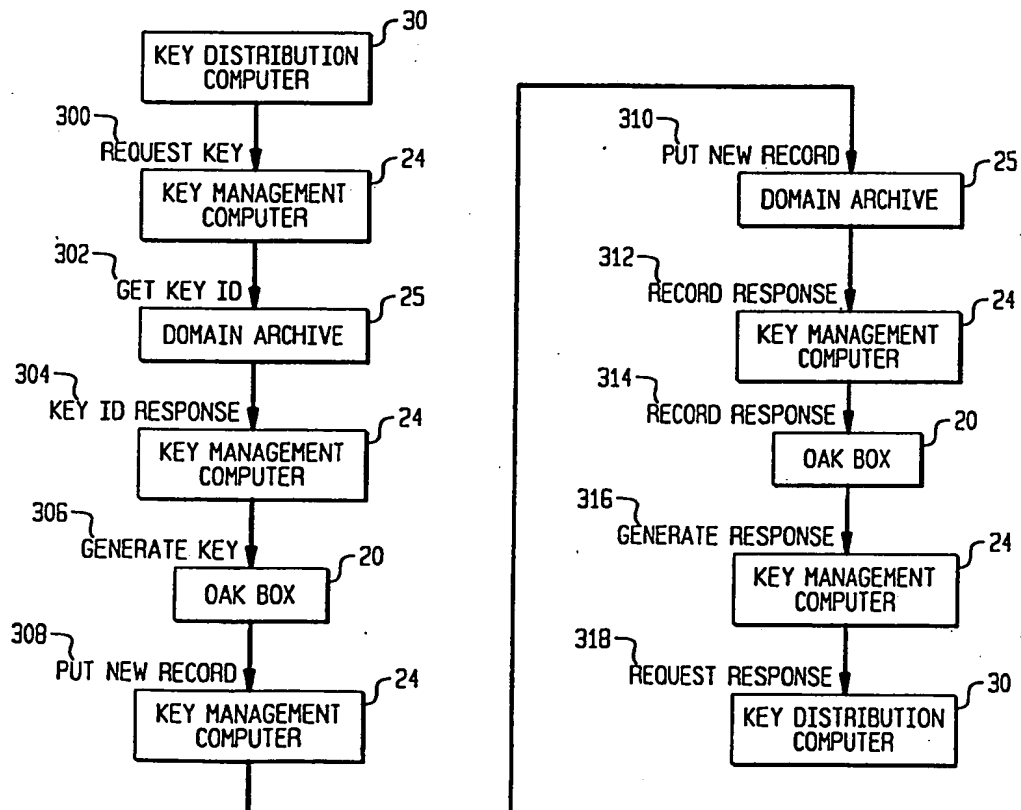 30
KEY DISTRIBUTION
COMPUTER
300
REQUEST KEY
24
KEY MANAGEMENT
COMPUTER
302
GET KEY ID
25
DOMAIN ARCHIVE
304
KEY ID RESPONSE
24
KEY MANAGEMENT
COMPUTER
306
GENERATE KEY
20
OAK BOX
308
PUT NEW RECORD
24
KEY MANAGEMENT
COMPUTER
310
PUT NEW RECORD
25
DOMAIN ARCHIVE
312
RECORD RESPONSE
24
KEY MANAGEMENT
COMPUTER
314
RECORD RESPONSE
20
OAK BOX
316
GENERATE RESPONSE
24
KEY MANAGEMENT
COMPUTER
318
REQUEST RESPONSE
30
KEY DISTRIBUTION
COMPUTER